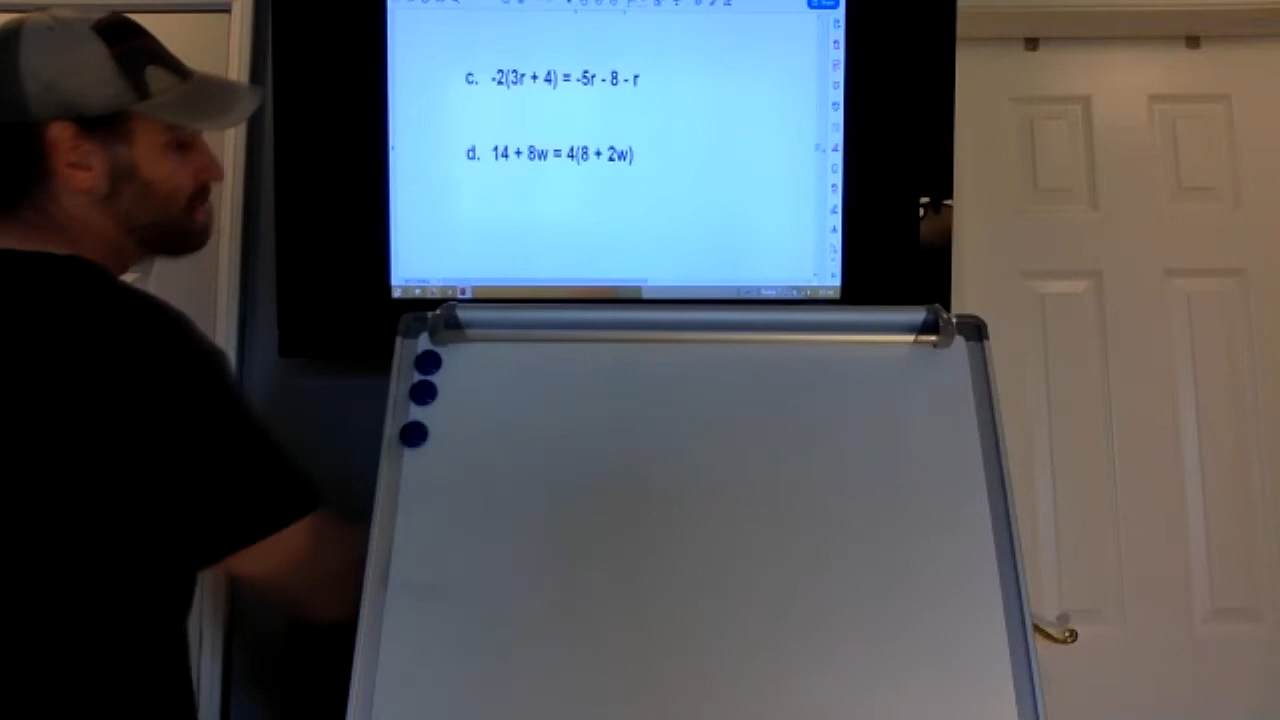 c. -2(3r + 4) = -5r - 8 - r
d. 14 + 8w = 4(8 + 2w)